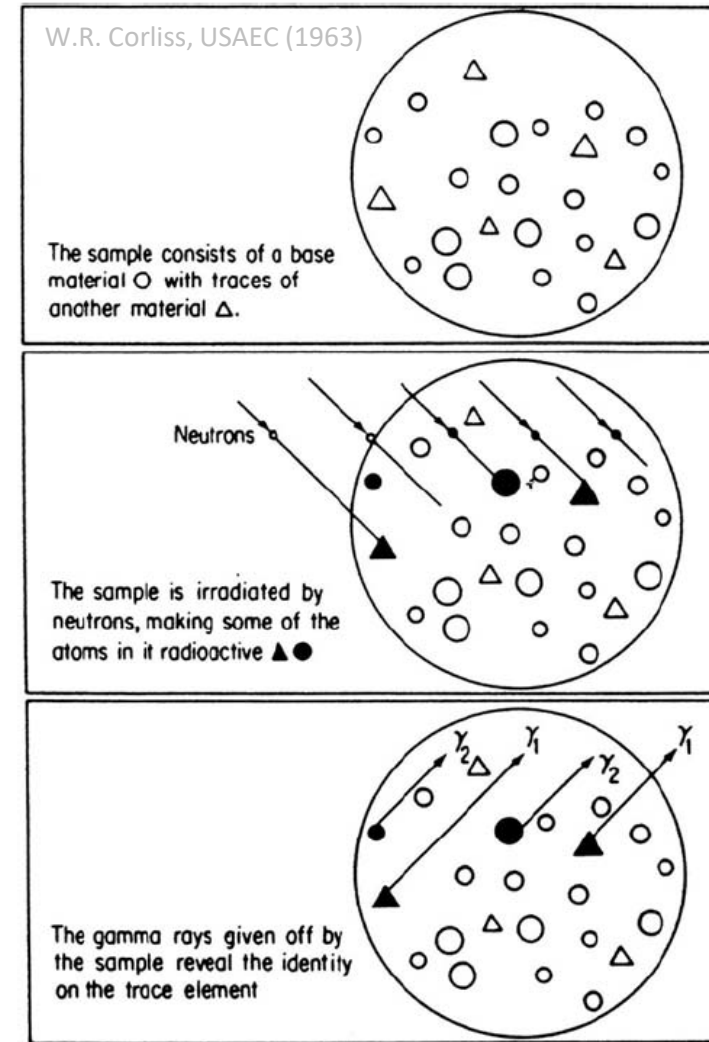 W.R. Corliss, USAEC (1963)
The sample consists of a base
material O with traces of
another material Δ.
Neutrons
The sample is irradiated by
neutrons, making some of the
atoms in it radioactive ▲●
γ₂
γ₁
γ₂
γ₁
The gamma rays given off by
the sample reveal the identity
on the trace element